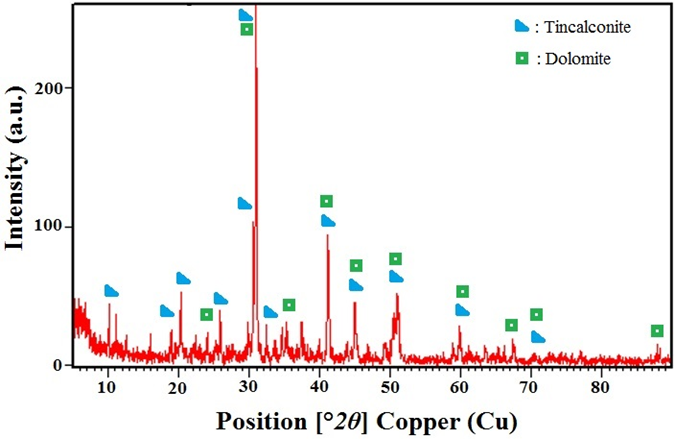 : Tincalconite
: Dolomite
Intensity (a.u.)
200
100
0
10 20 30 40 50 60 70 80
Position [°2θ] Copper (Cu)